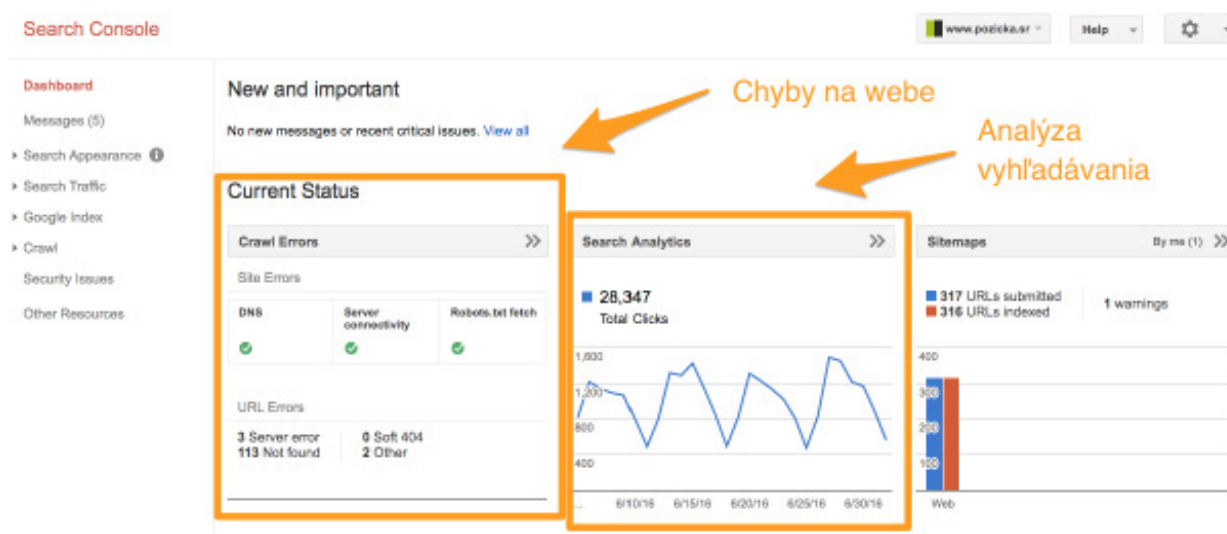 Search Console
www.pozicka.sr
Help
Dashboard
Messages (5)
Search Appearance
Search Traffic
Google Index
Crawl
Security Issues
Other Resources
New and important
No new messages or recent critical issues. View all
Chyby na webe
Analýza
vyhľadávania
Current Status
Crawl Errors
Site Errors
DNS
Server
connectivity
Robots.txt fetch
URL Errors
3 Server error
0 Soft 404
113 Not found
2 Other
Search Analytics
28,347
Total Clicks
1,600
1,200
800
400
...
6/10/16 6/15/16 6/20/16 6/25/16 6/30/16
Sitemaps
By me (1)
317 URLs submitted
316 URLs indexed
1 warnings
400
300
200
100
Web